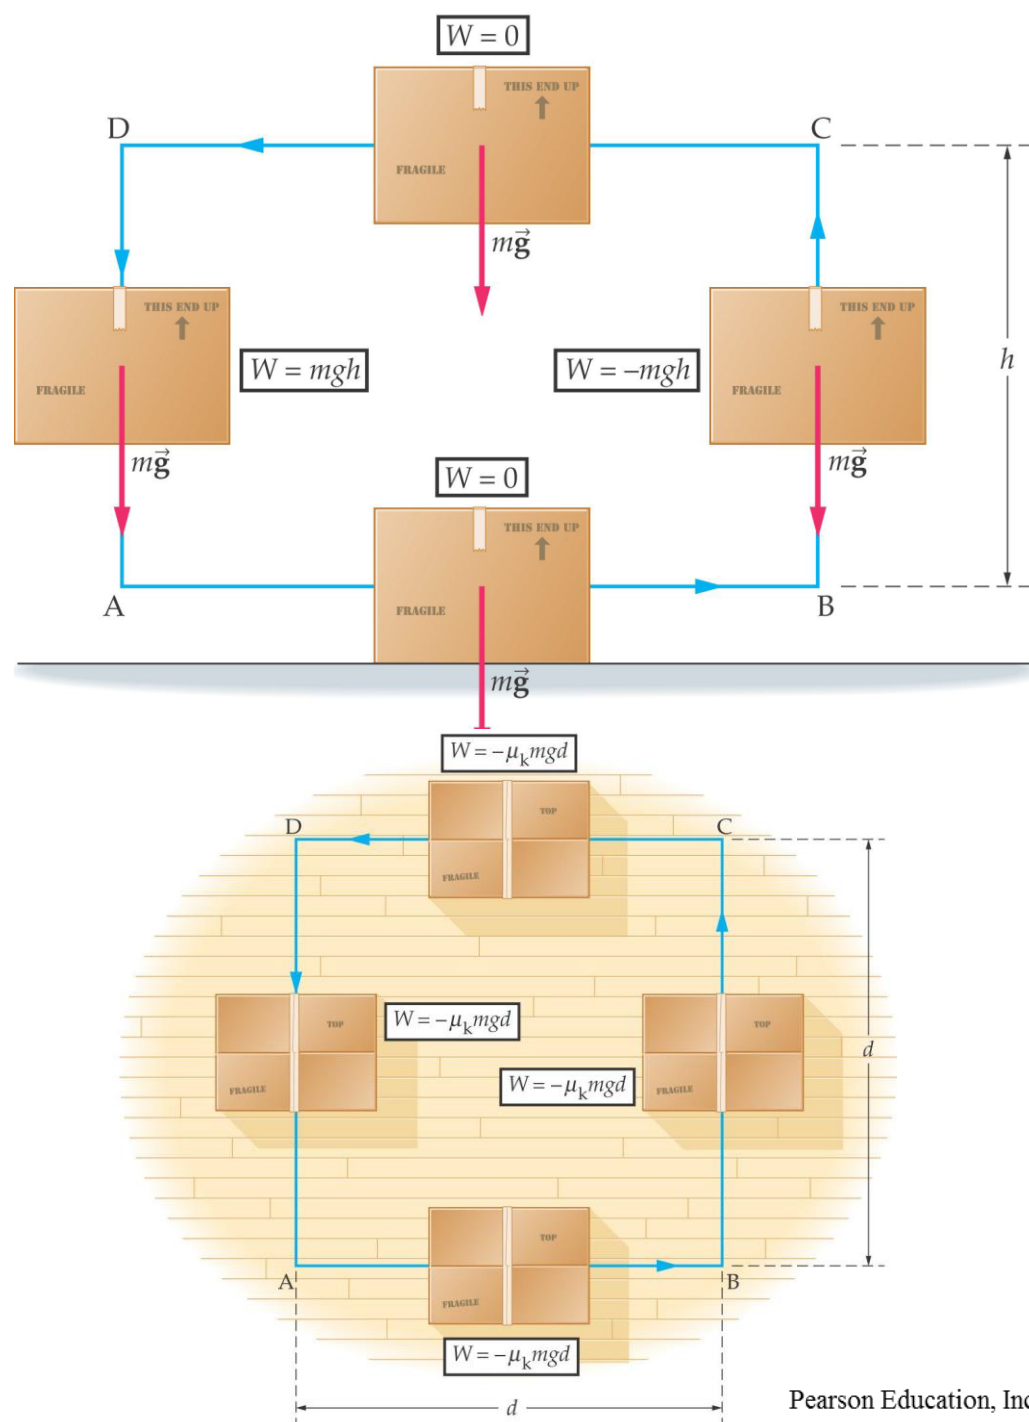 W = 0
THIS END UP
FRAGILE
D
C
m𝐠⃗
THIS END UP
FRAGILE
W = mgh
W = −mgh
THIS END UP
FRAGILE
h
m𝐠⃗
m𝐠⃗
W = 0
THIS END UP
FRAGILE
A
B
m𝐠⃗
W = −μₖmgd
TOP
FRAGILE
D
C
W = −μₖmgd
TOP
FRAGILE
W = −μₖmgd
TOP
FRAGILE
d
TOP
FRAGILE
A
B
W = −μₖmgd
d
Pearson Education, Inc